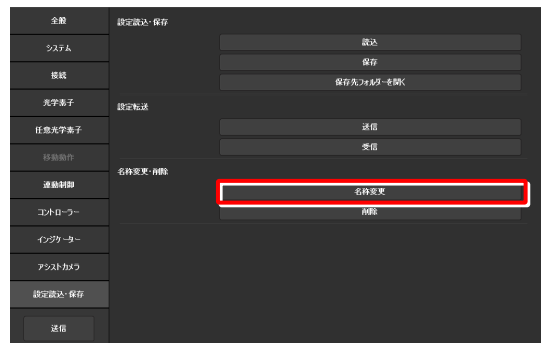 全般
システム
接続
光学素子
任意光学素子
移動動作
連動制御
コントローラー
インジケーター
アシストカメラ
設定読込・保存
送信
設定読込・保存
読込
保存
保存先フォルダーを開く
設定転送
送信
受信
名称変更・削除
名称変更
削除